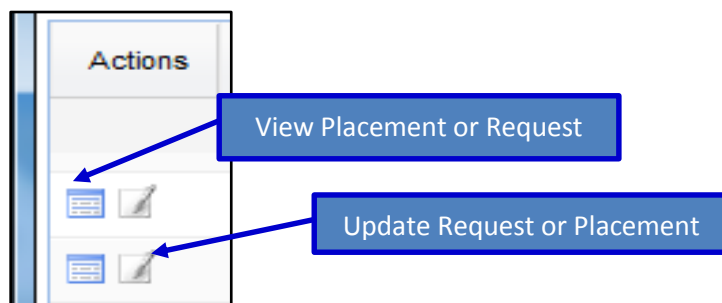 Actions
View Placement or Request
Update Request or Placement